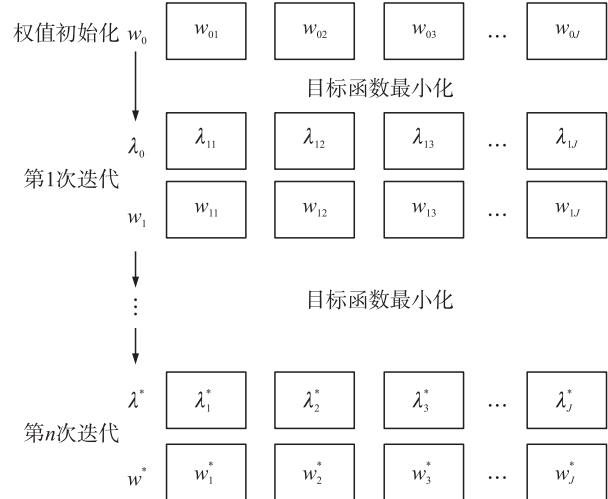 权值初始化 w₀ w₀₁ w₀₂ w₀₃ … w₀J
目标函数最小化
λ₀ λ₁₁ λ₁₂ λ₁₃ … λ₁J
第1次迭代
w₁ w₁₁ w₁₂ w₁₃ … w₁J
⋮ 目标函数最小化
λ* λ₁* λ₂* λ₃* … λJ*
第n次迭代
w* w₁* w₂* w₃* … wJ*